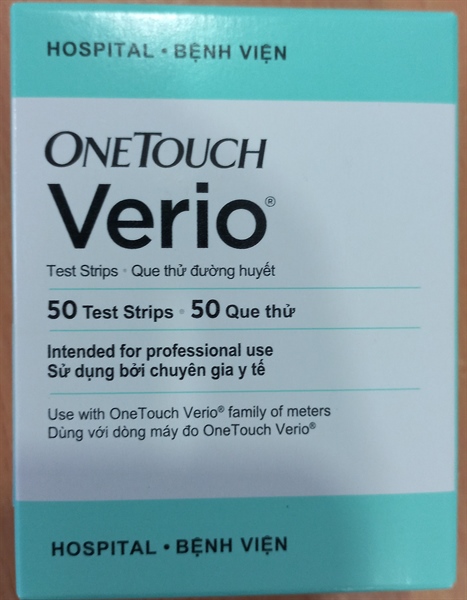 HOSPITAL • BỆNH VIỆN
ONETOUCH
Verio®
Test Strips • Que thử đường huyết
50 Test Strips • 50 Que thử
Intended for professional use
Sử dụng bởi chuyên gia y tế
Use with OneTouch Verio® family of meters
Dùng với dòng máy đo OneTouch Verio®
HOSPITAL • BỆNH VIỆN